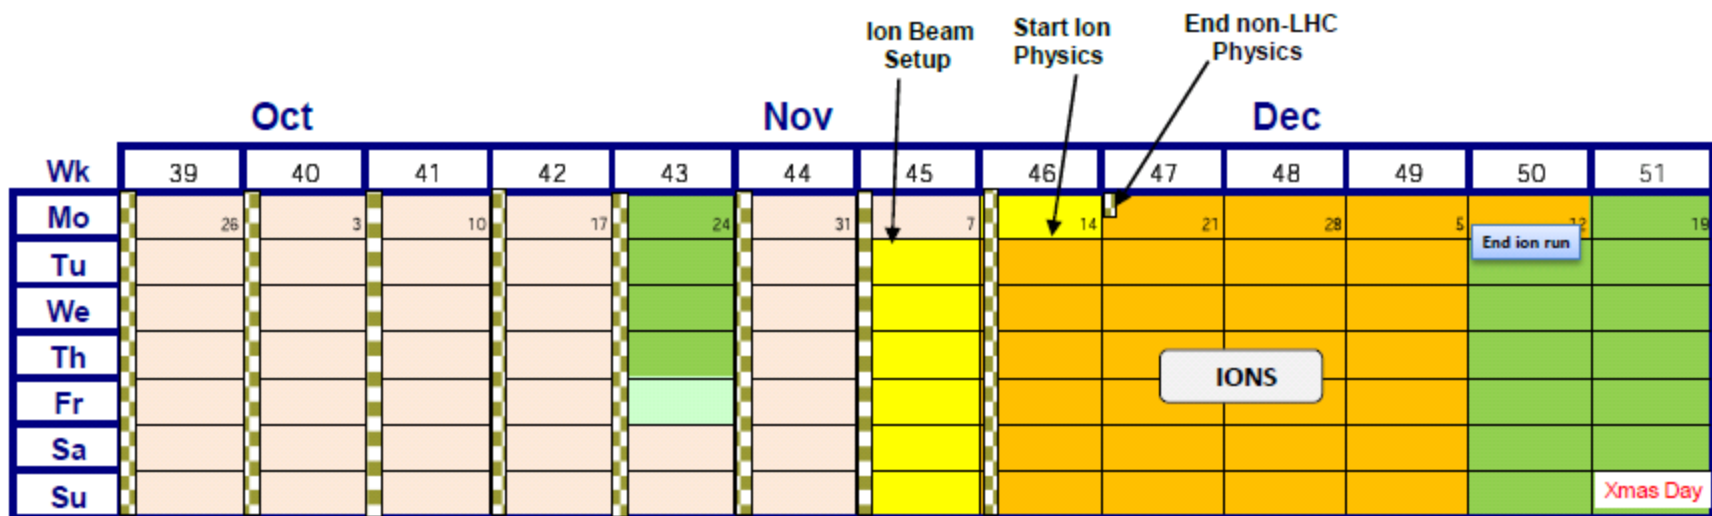 Ion Beam
Setup
Start Ion
Physics
End non-LHC
Physics
Oct
Nov
Dec
Wk 39 40 41 42 43 44 45 46 47 48 49 50 51
Mo 26 3 10 17 24 31 7 14 21 28 5 12 19
End ion run
Tu
We
Th
IONS
Fr
Sa
Su
Xmas Day